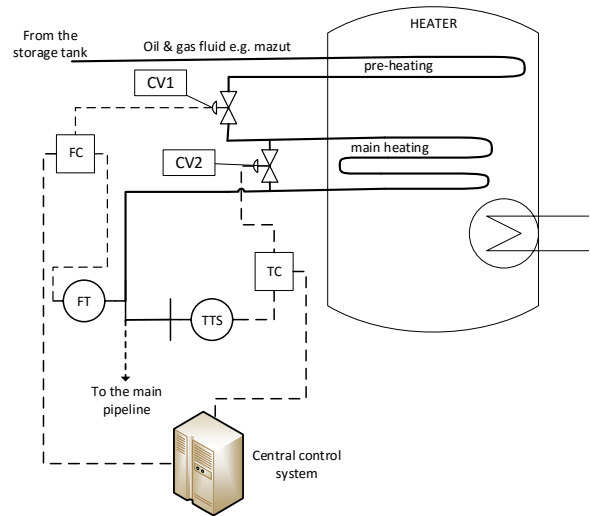 HEATER
From the
storage tank
Oil & gas fluid e.g. mazut
pre-heating
CV1
main heating
FC
CV2
TC
FT
TTS
To the main
pipeline
Central control
system